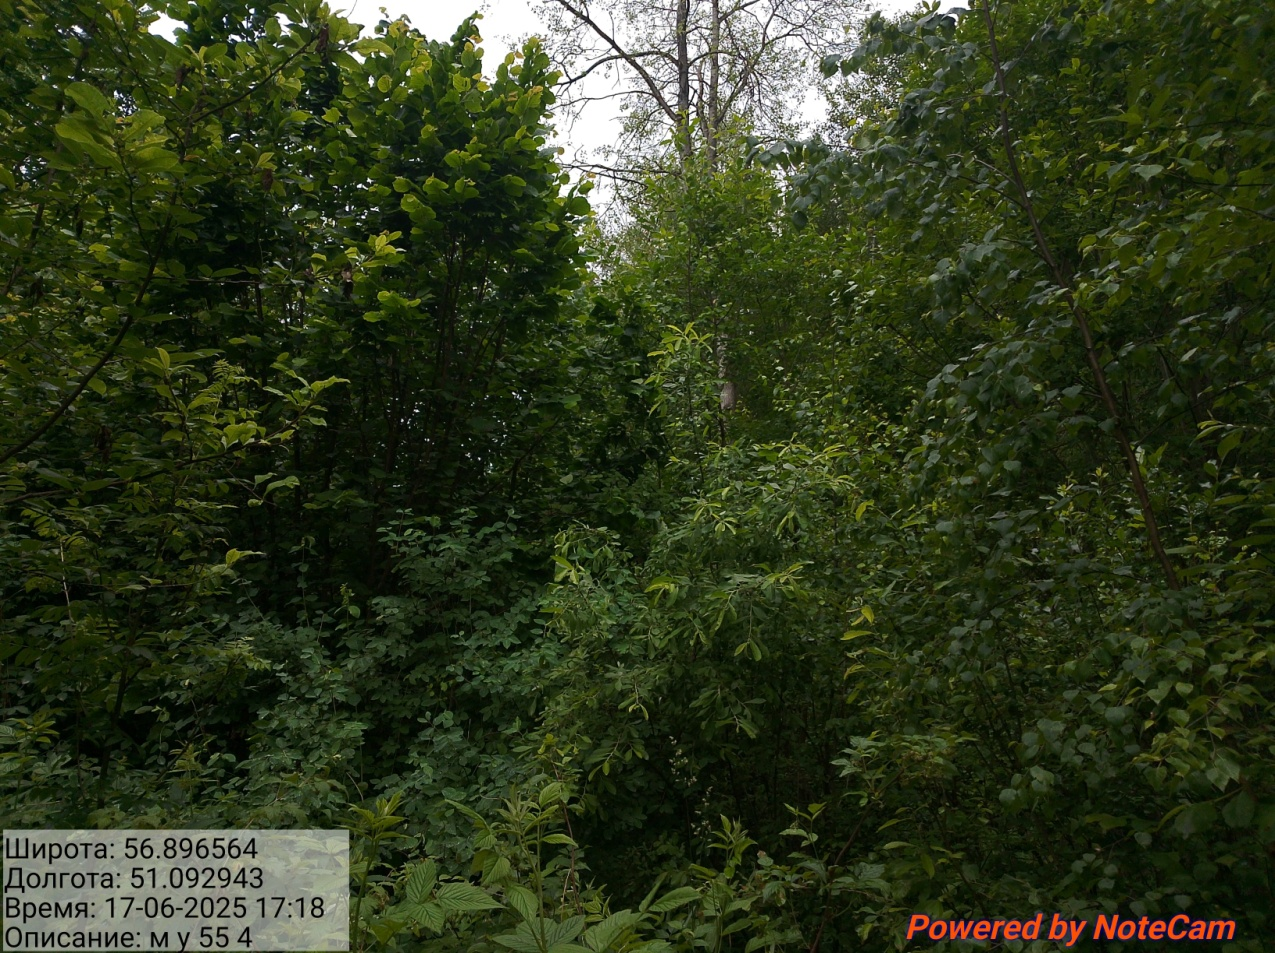 Широта: 56.896564
Долгота: 51.092943
Время: 17-06-2025 17:18
Описание: м у 55 4
Powered by NoteCam